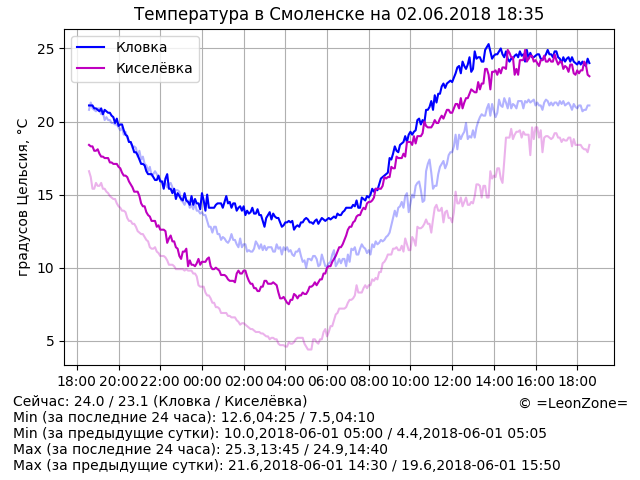 Температура в Смоленске на 02.06.2018 18:35
Кловка
Киселёвка
градусов Цельсия, °C
25
20
15
10
5
18:00 20:00 22:00 00:00 02:00 04:00 06:00 08:00 10:00 12:00 14:00 16:00 18:00
Сейчас: 24.0 / 23.1 (Кловка / Киселёвка)
© =LeonZone=
Min (за последние 24 часа): 12.6,04:25 / 7.5,04:10
Min (за предыдущие сутки): 10.0,2018-06-01 05:00 / 4.4,2018-06-01 05:05
Max (за последние 24 часа): 25.3,13:45 / 24.9,14:40
Max (за предыдущие сутки): 21.6,2018-06-01 14:30 / 19.6,2018-06-01 15:50